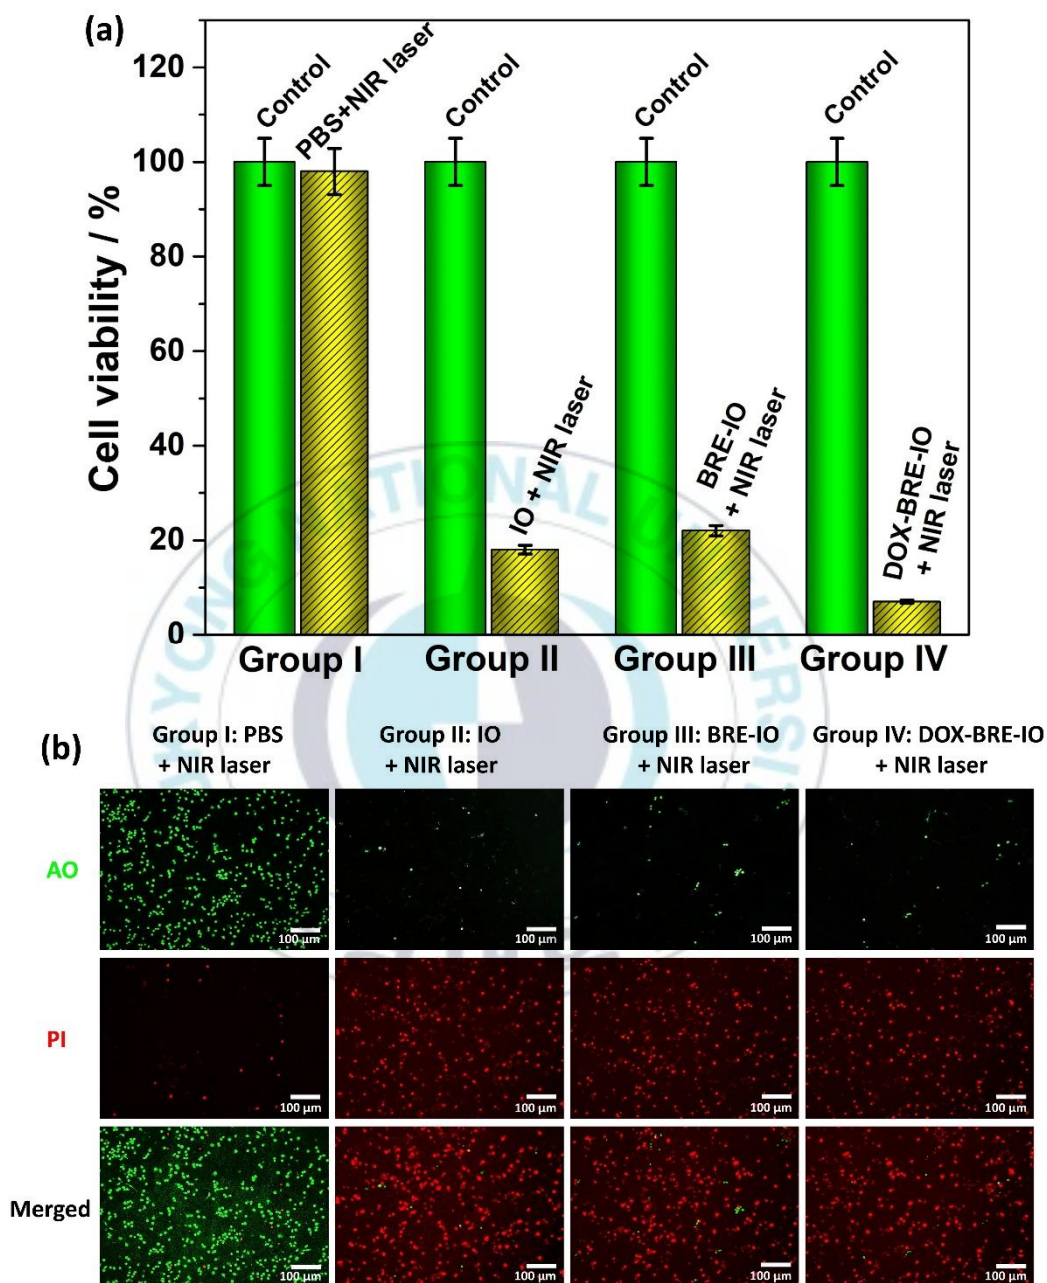 (a)
Cell viability / %
120
100
80
60
40
20
0
Control
PBS+NIR laser
Control
IO + NIR laser
Control
BRE-IO
+ NIR laser
Control
DOX-BRE-IO
+ NIR laser
Group I
Group II
Group III
Group IV
(b)
Group I: PBS
+ NIR laser
Group II: IO
+ NIR laser
Group III: BRE-IO
+ NIR laser
Group IV: DOX-BRE-IO
+ NIR laser
AO
100 μm
100 μm
100 μm
100 μm
PI
100 μm
100 μm
100 μm
100 μm
Merged
100 μm
100 μm
100 μm
100 μm